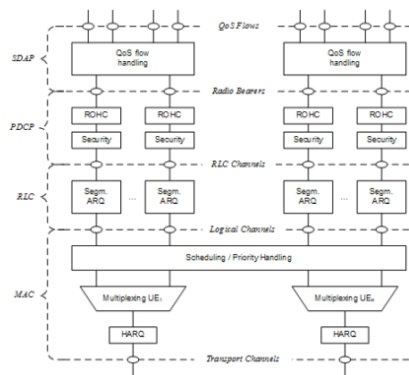 QoS Flows
SDAP
QoS flow
handling
QoS flow
handling
Radio Bearers
ROHC
ROHC
ROHC
ROHC
PDCP
Security
Security
Security
Security
RLC Channels
RLC
Segm.
ARQ
...
Segm.
ARQ
Segm.
ARQ
...
Segm.
ARQ
Logical Channels
Scheduling / Priority Handling
MAC
Multiplexing UE₁
Multiplexing UEₙ
HARQ
HARQ
Transport Channels